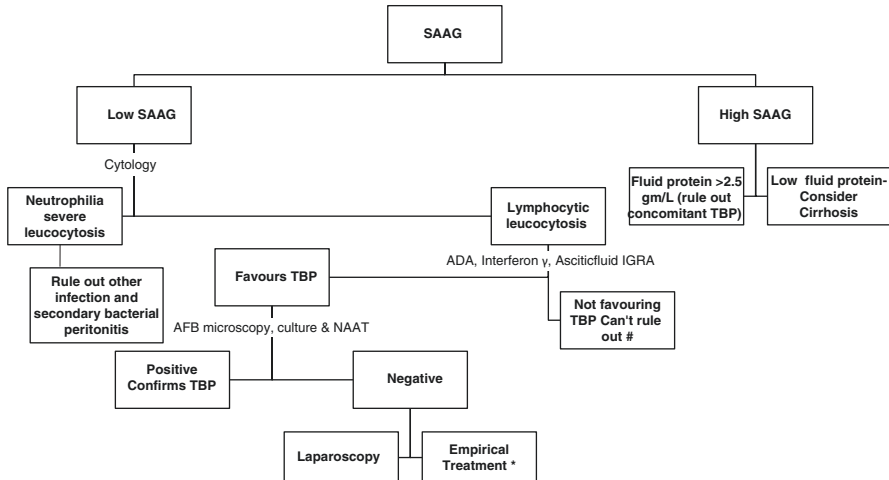 SAAG
Low SAAG
High SAAG
Cytology
Neutrophilia
severe
leucocytosis
Lymphocytic
leucocytosis
Fluid protein >2.5
gm/L (rule out
concomitant TBP)
Low fluid protein-
Consider
Cirrhosis
ADA, Interferon γ, Asciticfluid IGRA
Rule out other
infection and
secondary bacterial
peritonitis
Favours TBP
Not favouring
TBP Can't rule
out #
AFB microscopy, culture & NAAT
Positive
Confirms TBP
Negative
Laparoscopy
Empirical
Treatment *